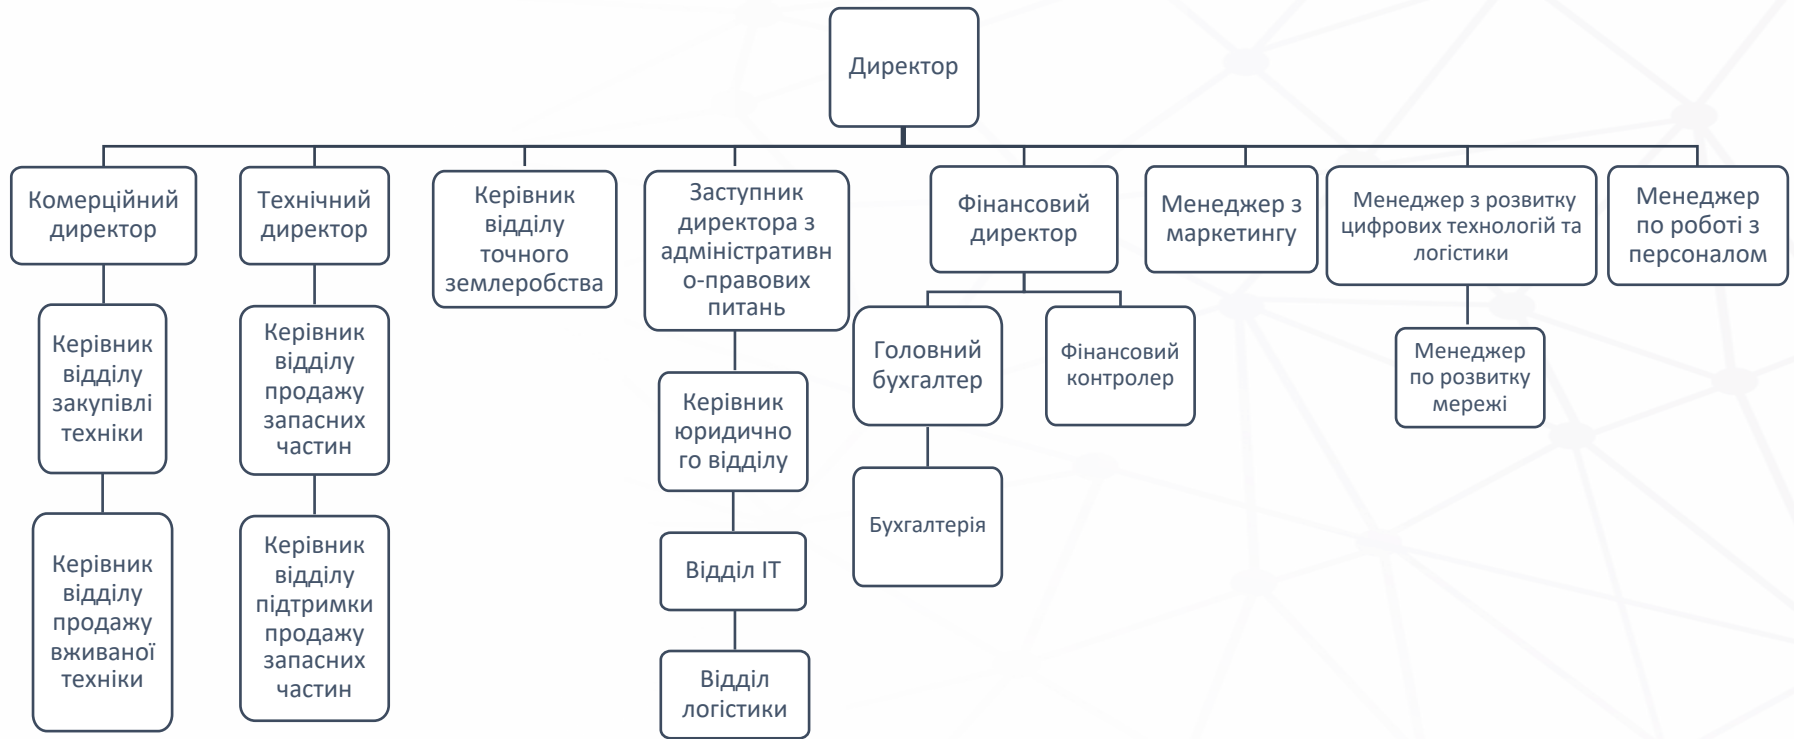 Директор
Комерційний
директор
Технічний
директор
Керівник
відділу
точного
землеробства
Заступник
директора з
адміністративн
о-правових
питань
Фінансовий
директор
Менеджер з
маркетингу
Менеджер з розвитку
цифрових технологій та
логістики
Менеджер
по роботі з
персоналом
Керівник
відділу
закупівлі
техніки
Керівник
відділу
продажу
запасних
частин
Керівник
юридично
го відділу
Головний
бухгалтер
Фінансовий
контролер
Менеджер
по розвитку
мережі
Керівник
відділу
продажу
вживаної
техніки
Керівник
відділу
підтримки
продажу
запасних
частин
Відділ ІТ
Бухгалтерія
Відділ
логістики